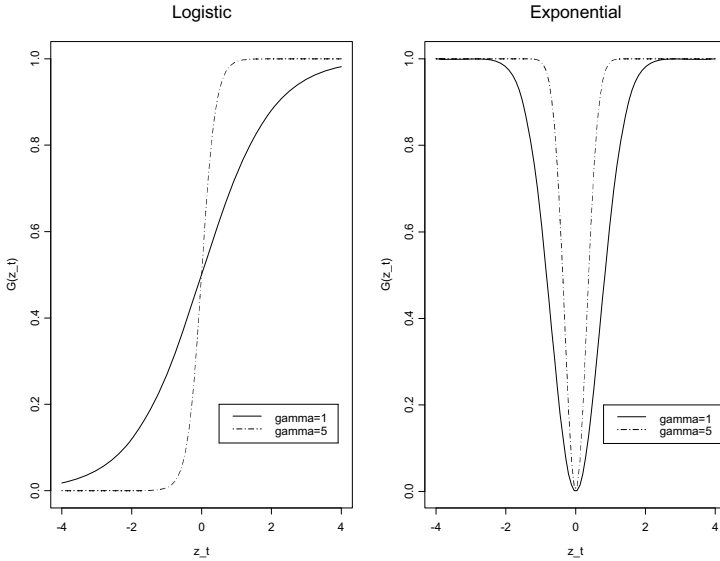 Logistic
G(z_t)
1.0
0.8
0.6
0.4
0.2
0.0
gamma=1
gamma=5
-4 -2 0 2 4
z_t
Exponential
G(z_t)
1.0
0.8
0.6
0.4
0.2
0.0
gamma=1
gamma=5
-4 -2 0 2 4
z_t